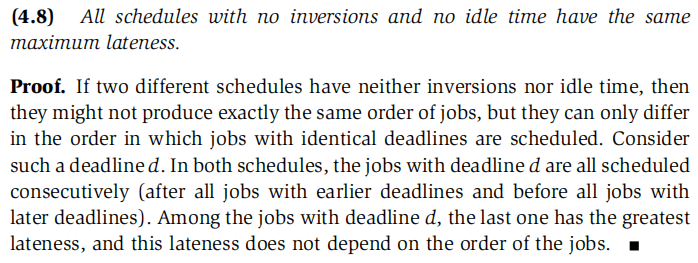 (4.8) All schedules with no inversions and no idle time have the same
maximum lateness.
Proof. If two different schedules have neither inversions nor idle time, then
they might not produce exactly the same order of jobs, but they can only differ
in the order in which jobs with identical deadlines are scheduled. Consider
such a deadline d. In both schedules, the jobs with deadline d are all scheduled
consecutively (after all jobs with earlier deadlines and before all jobs with
later deadlines). Among the jobs with deadline d, the last one has the greatest
lateness, and this lateness does not depend on the order of the jobs. ■